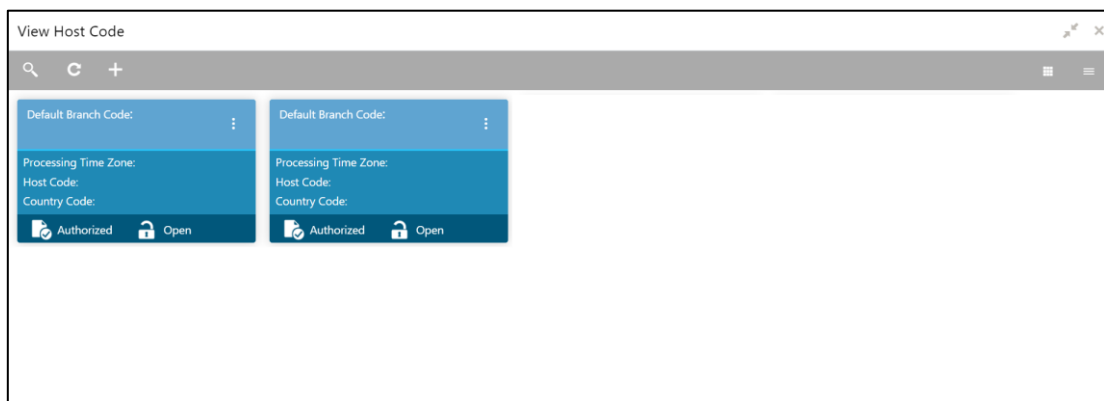 View Host Code
Default Branch Code:
Processing Time Zone:
Host Code:
Country Code:
Authorized Open
Default Branch Code:
Processing Time Zone:
Host Code:
Country Code:
Authorized Open